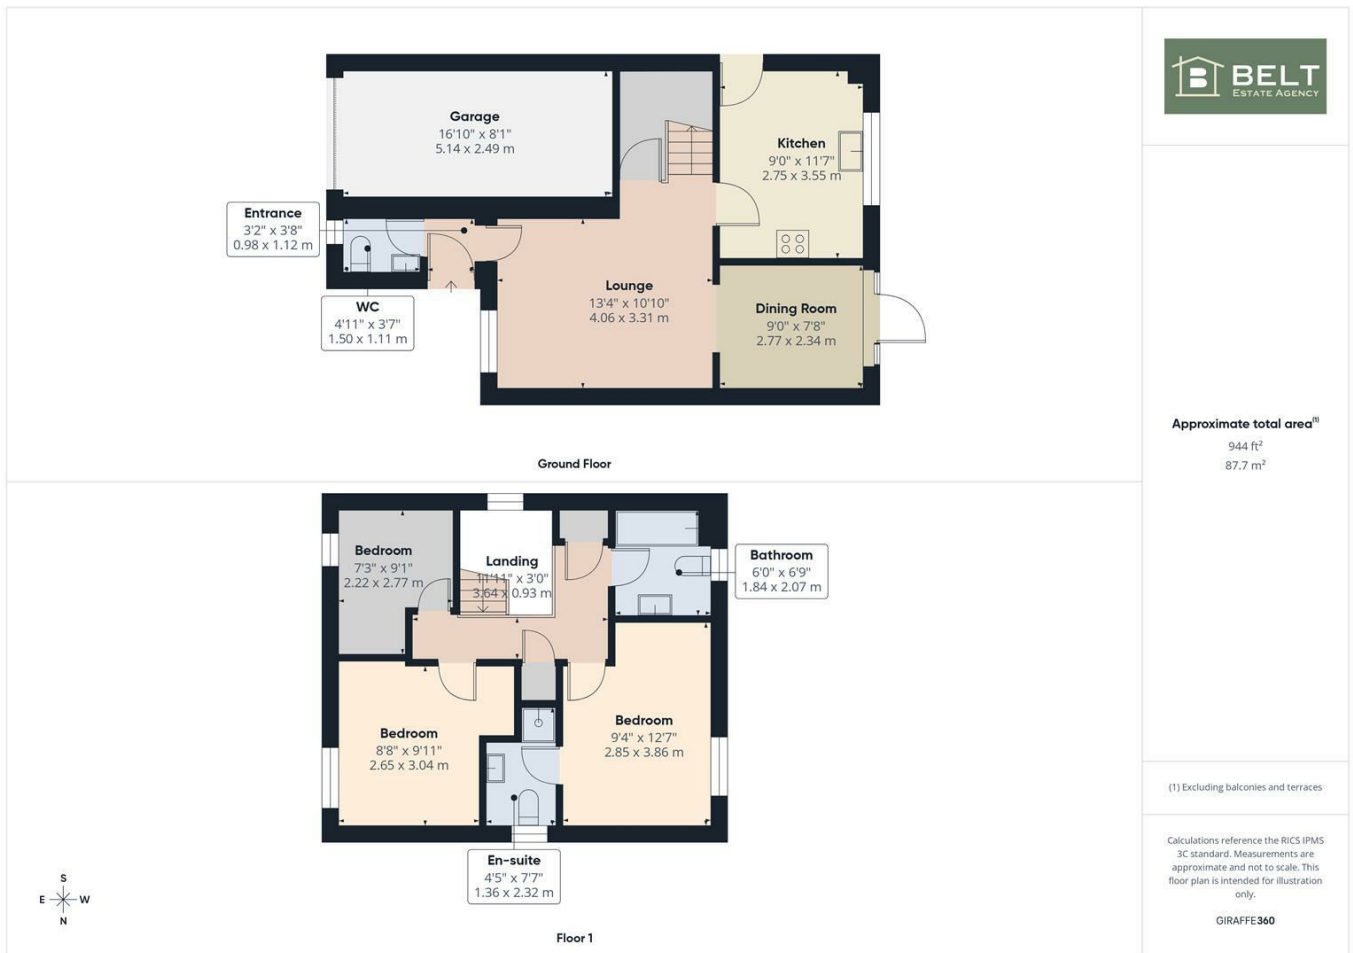 Garage
16'10" x 8'1"
5.14 x 2.49 m
Kitchen
9'0" x 11'7"
2.75 x 3.55 m
Entrance
3'2" x 3'8"
0.98 x 1.12 m
WC
4'11" x 3'7"
1.50 x 1.11 m
Lounge
13'4" x 10'10"
4.06 x 3.31 m
Dining Room
9'0" x 7'8"
2.77 x 2.34 m
Ground Floor
Bedroom
7'3" x 9'1"
2.22 x 2.77 m
Landing
11'11" x 3'0"
3.64 x 0.93 m
Bathroom
6'0" x 6'9"
1.84 x 2.07 m
Bedroom
8'8" x 9'11"
2.65 x 3.04 m
Bedroom
9'4" x 12'7"
2.85 x 3.86 m
En-suite
4'5" x 7'7"
1.36 x 2.32 m
Floor 1
S
E W
N
B BELT
ESTATE AGENCY
Approximate total area(1)
944 ft²
87.7 m²
(1) Excluding balconies and terraces
Calculations reference the RICS IPMS
3C standard. Measurements are
approximate and not to scale. This
floor plan is intended for illustration
only.
GIRAFFE360